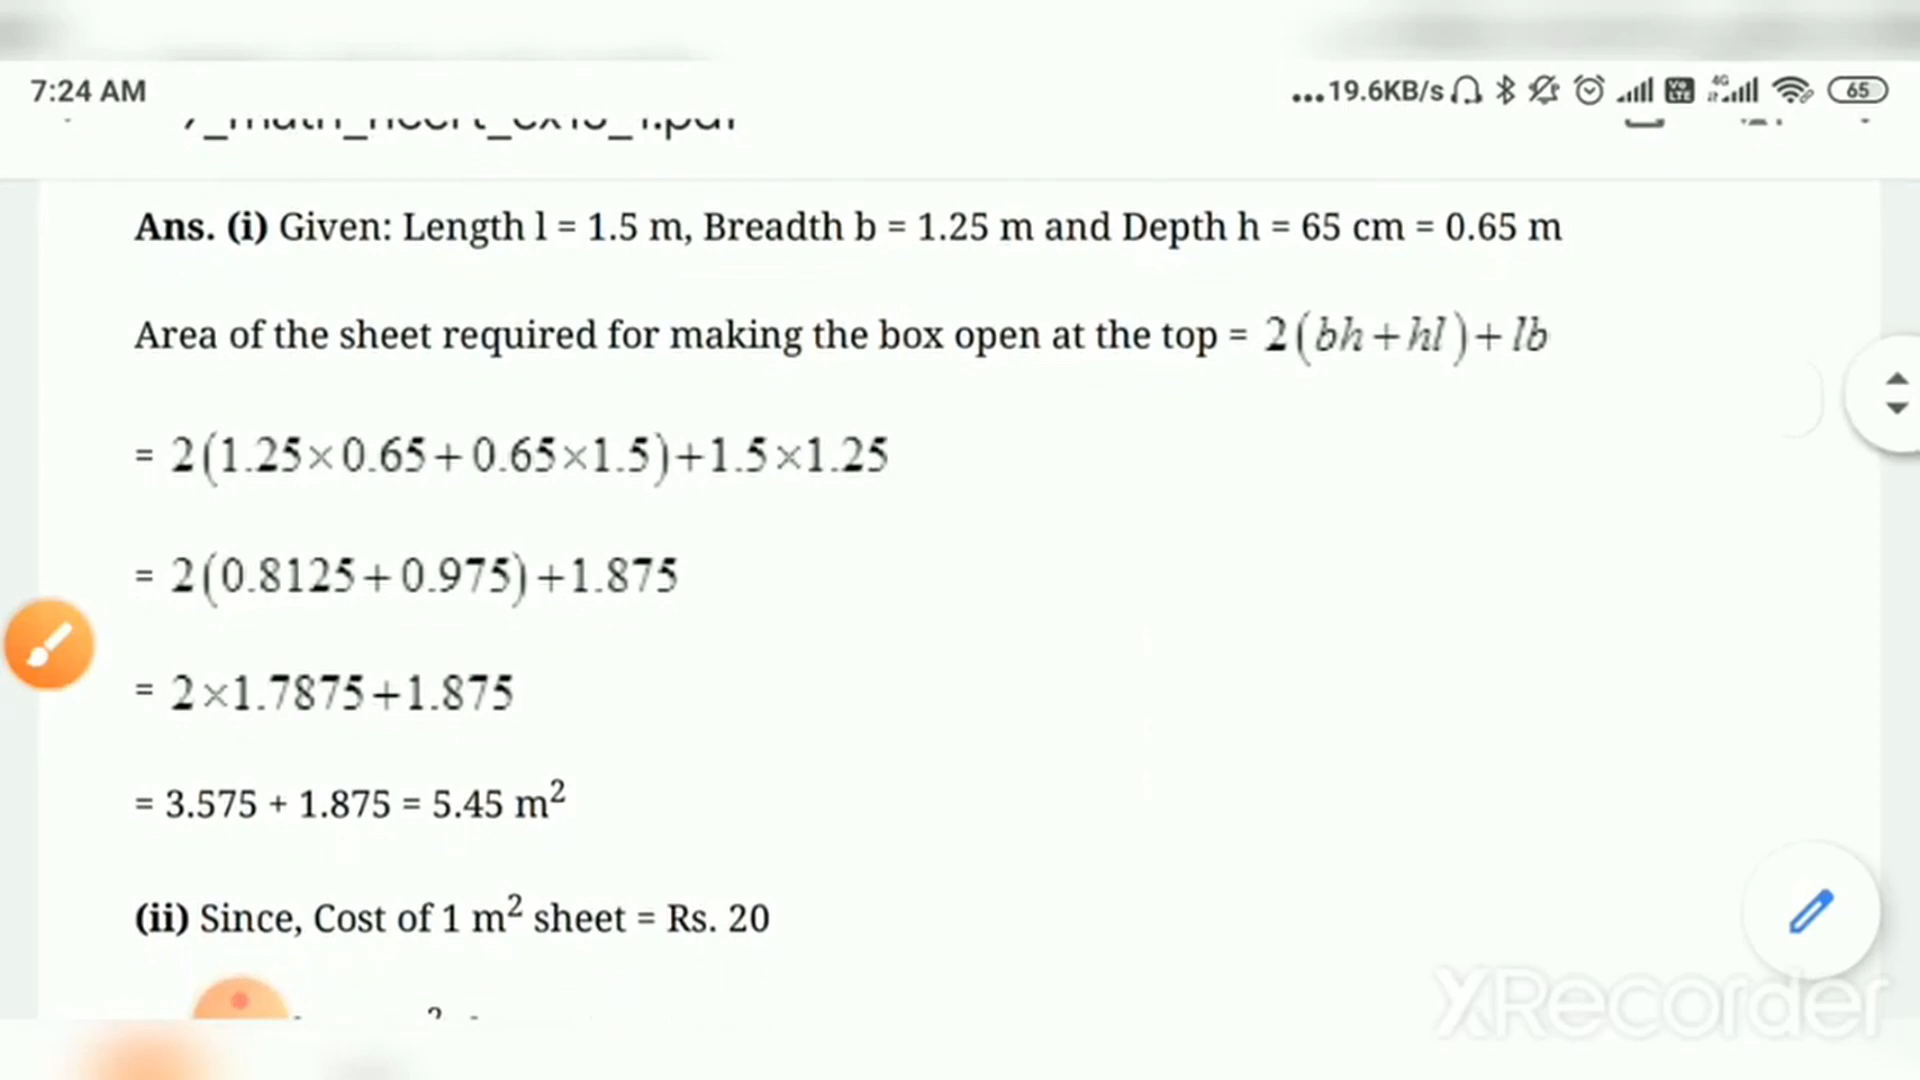 7:24 AM
...19.6KB/s 4G 65
Ans. (i) Given: Length l = 1.5 m, Breadth b = 1.25 m and Depth h = 65 cm = 0.65 m
Area of the sheet required for making the box open at the top = 2(bh+hl)+lb
= 2(1.25×0.65+0.65×1.5)+1.5×1.25
= 2(0.8125+0.975)+1.875
= 2×1.7875+1.875
= 3.575 + 1.875 = 5.45 m²
(ii) Since, Cost of 1 m² sheet = Rs. 20
XRecorder